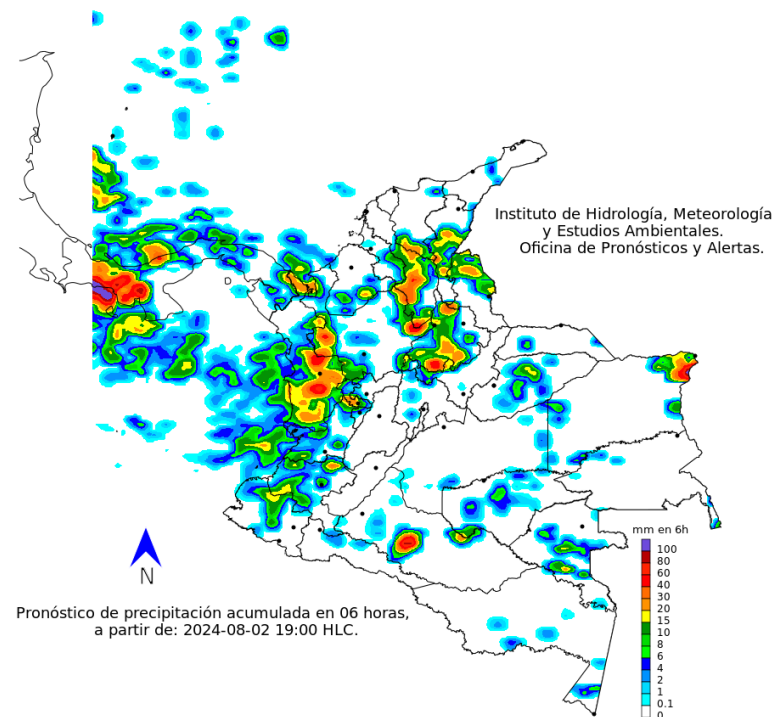 Instituto de Hidrología, Meteorología
y Estudios Ambientales.
Oficina de Pronósticos y Alertas.
mm en 6h
100
80
60
40
30
20
15
10
8
6
4
2
1
0.1
0
N
Pronóstico de precipitación acumulada en 06 horas,
a partir de: 2024-08-02 19:00 HLC.